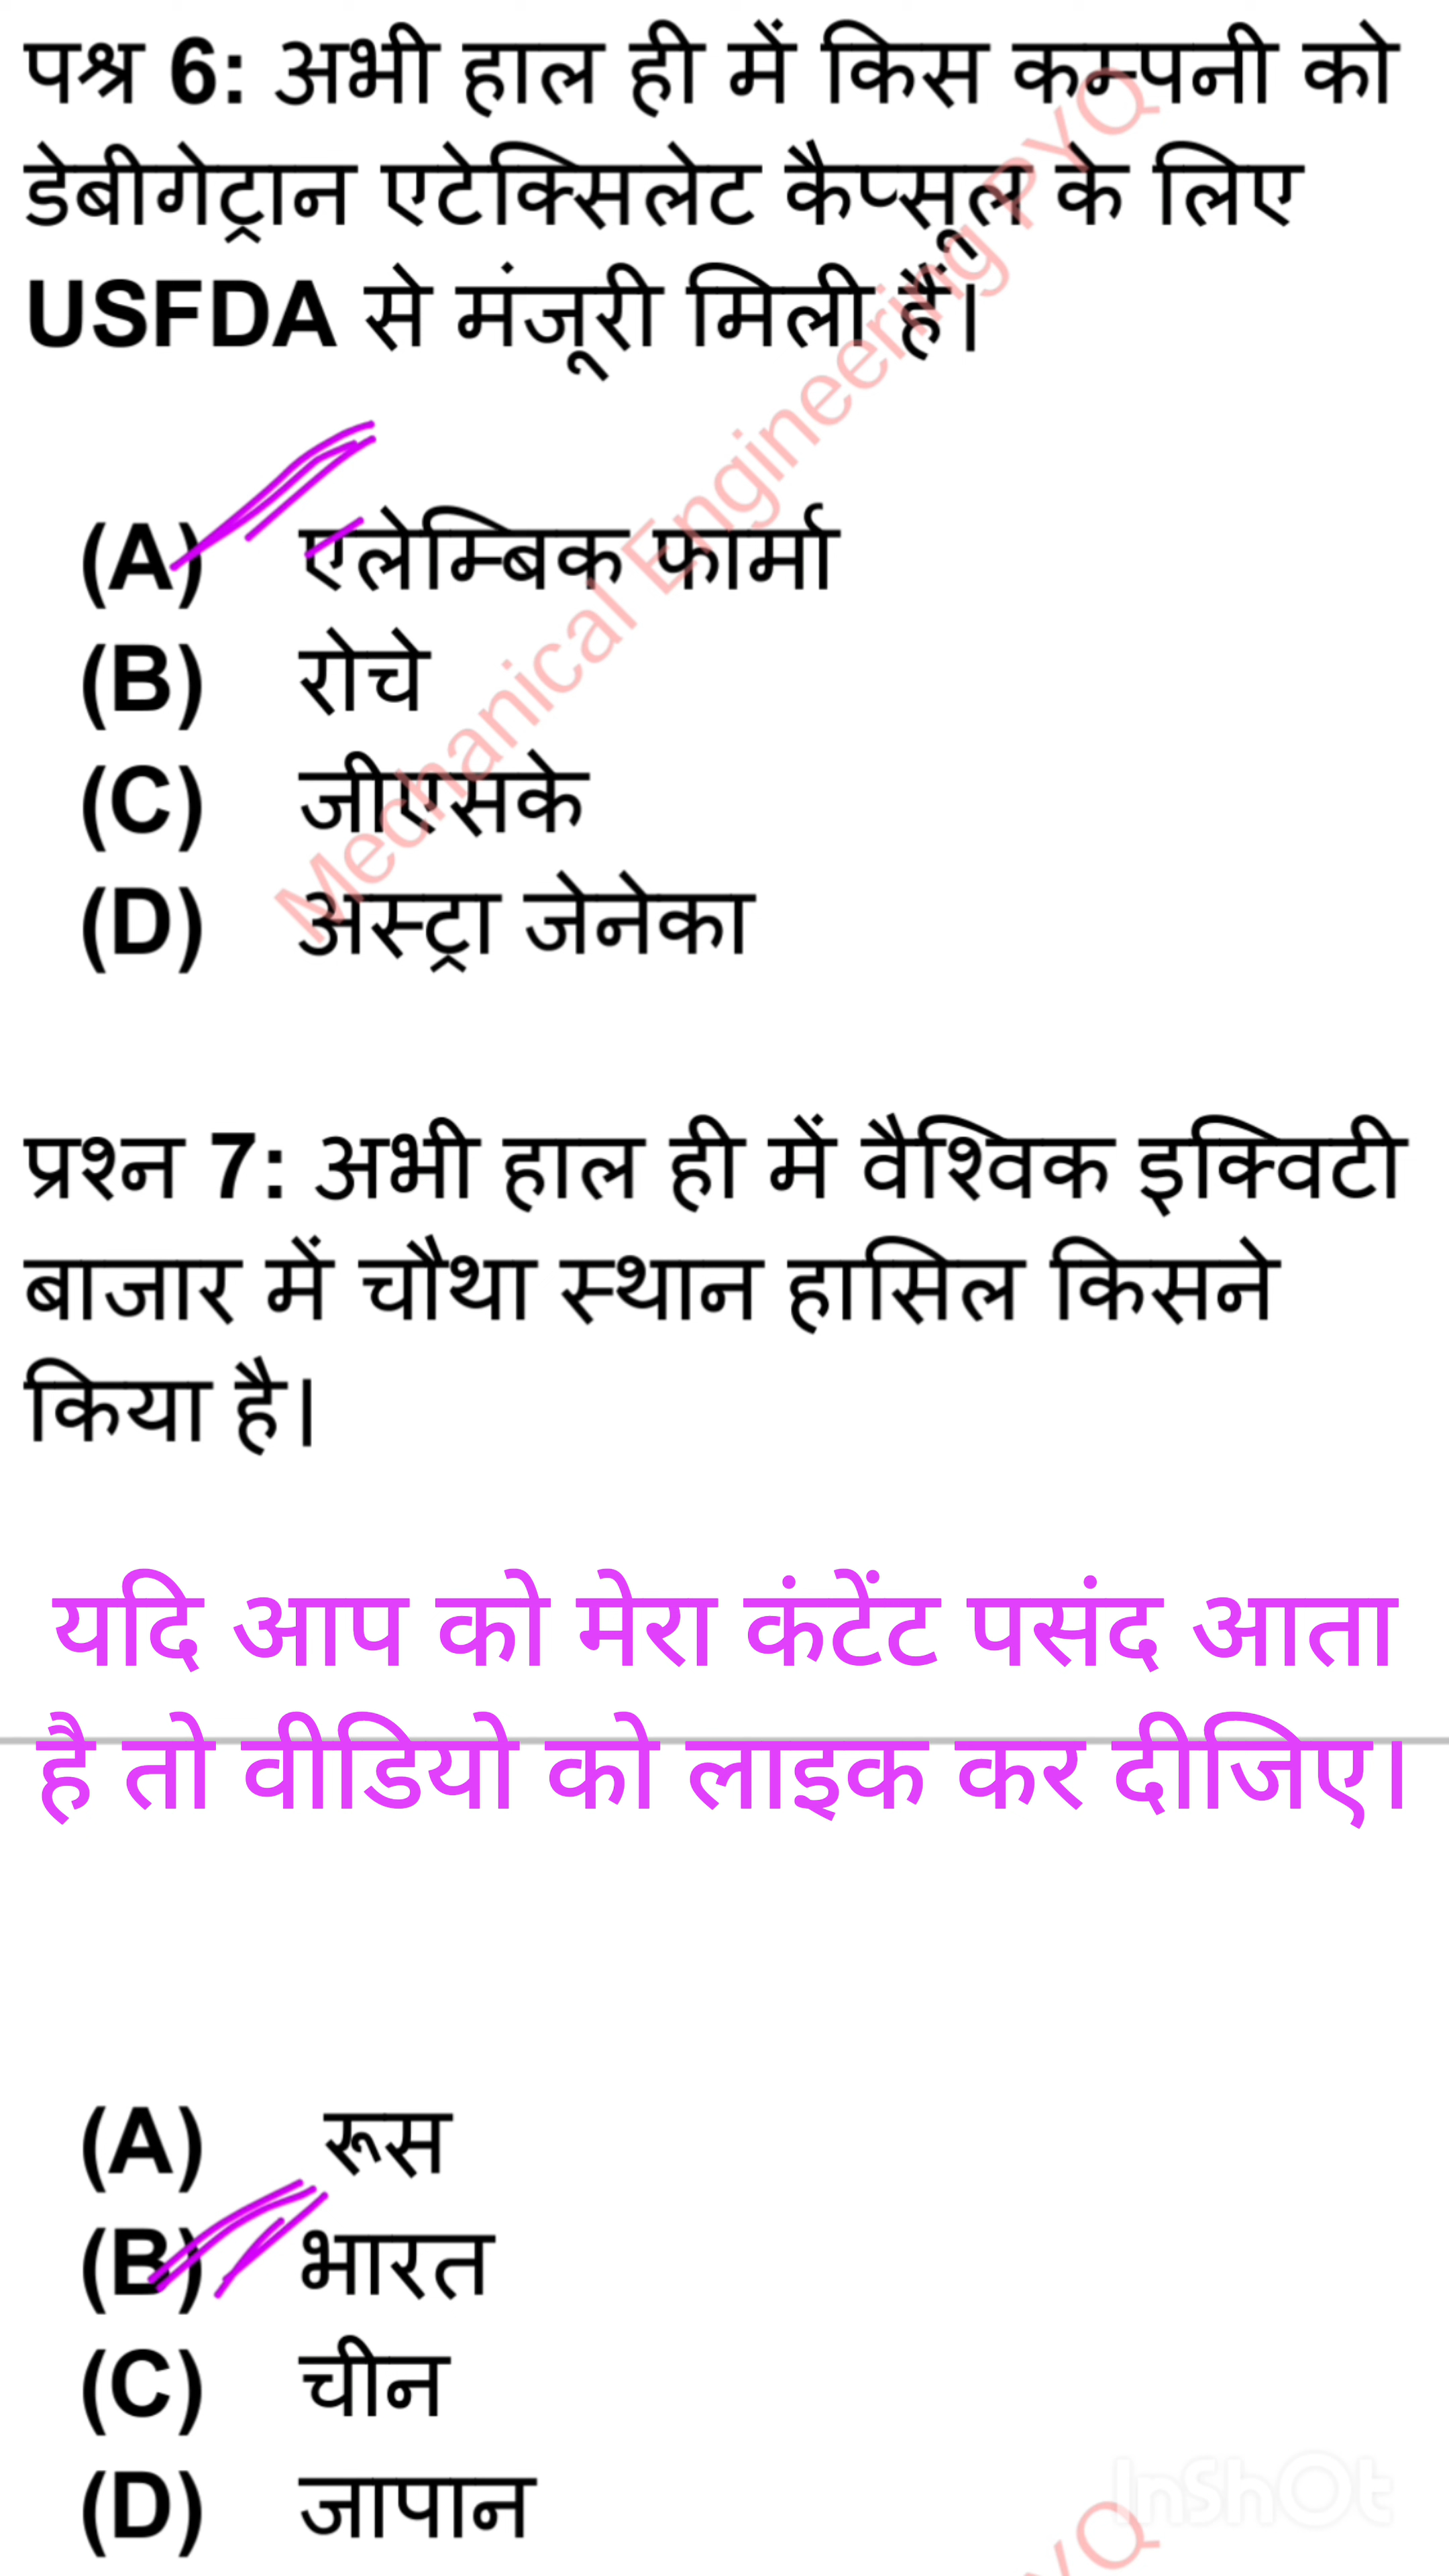 पश्न 6: अभी हाल ही में किस कम्पनी को
डेबीगेट्रान एटेक्सिलेट कैप्सूल के लिए
USFDA से मंजूरी मिली हैं।
(A) एलेम्बिक फार्मा
(B) रोचे
(C) जीएसके
(D) अस्ट्रा जेनेका
Mechanical Engineering PYQ
प्रश्न 7: अभी हाल ही में वैश्विक इक्विटी
बाजार में चौथा स्थान हासिल किसने
किया है।
यदि आप को मेरा कंटेंट पसंद आता
है तो वीडियो को लाइक कर दीजिए।
(A) रूस
(B) भारत
(C) चीन
(D) जापान
InShOt
YQ